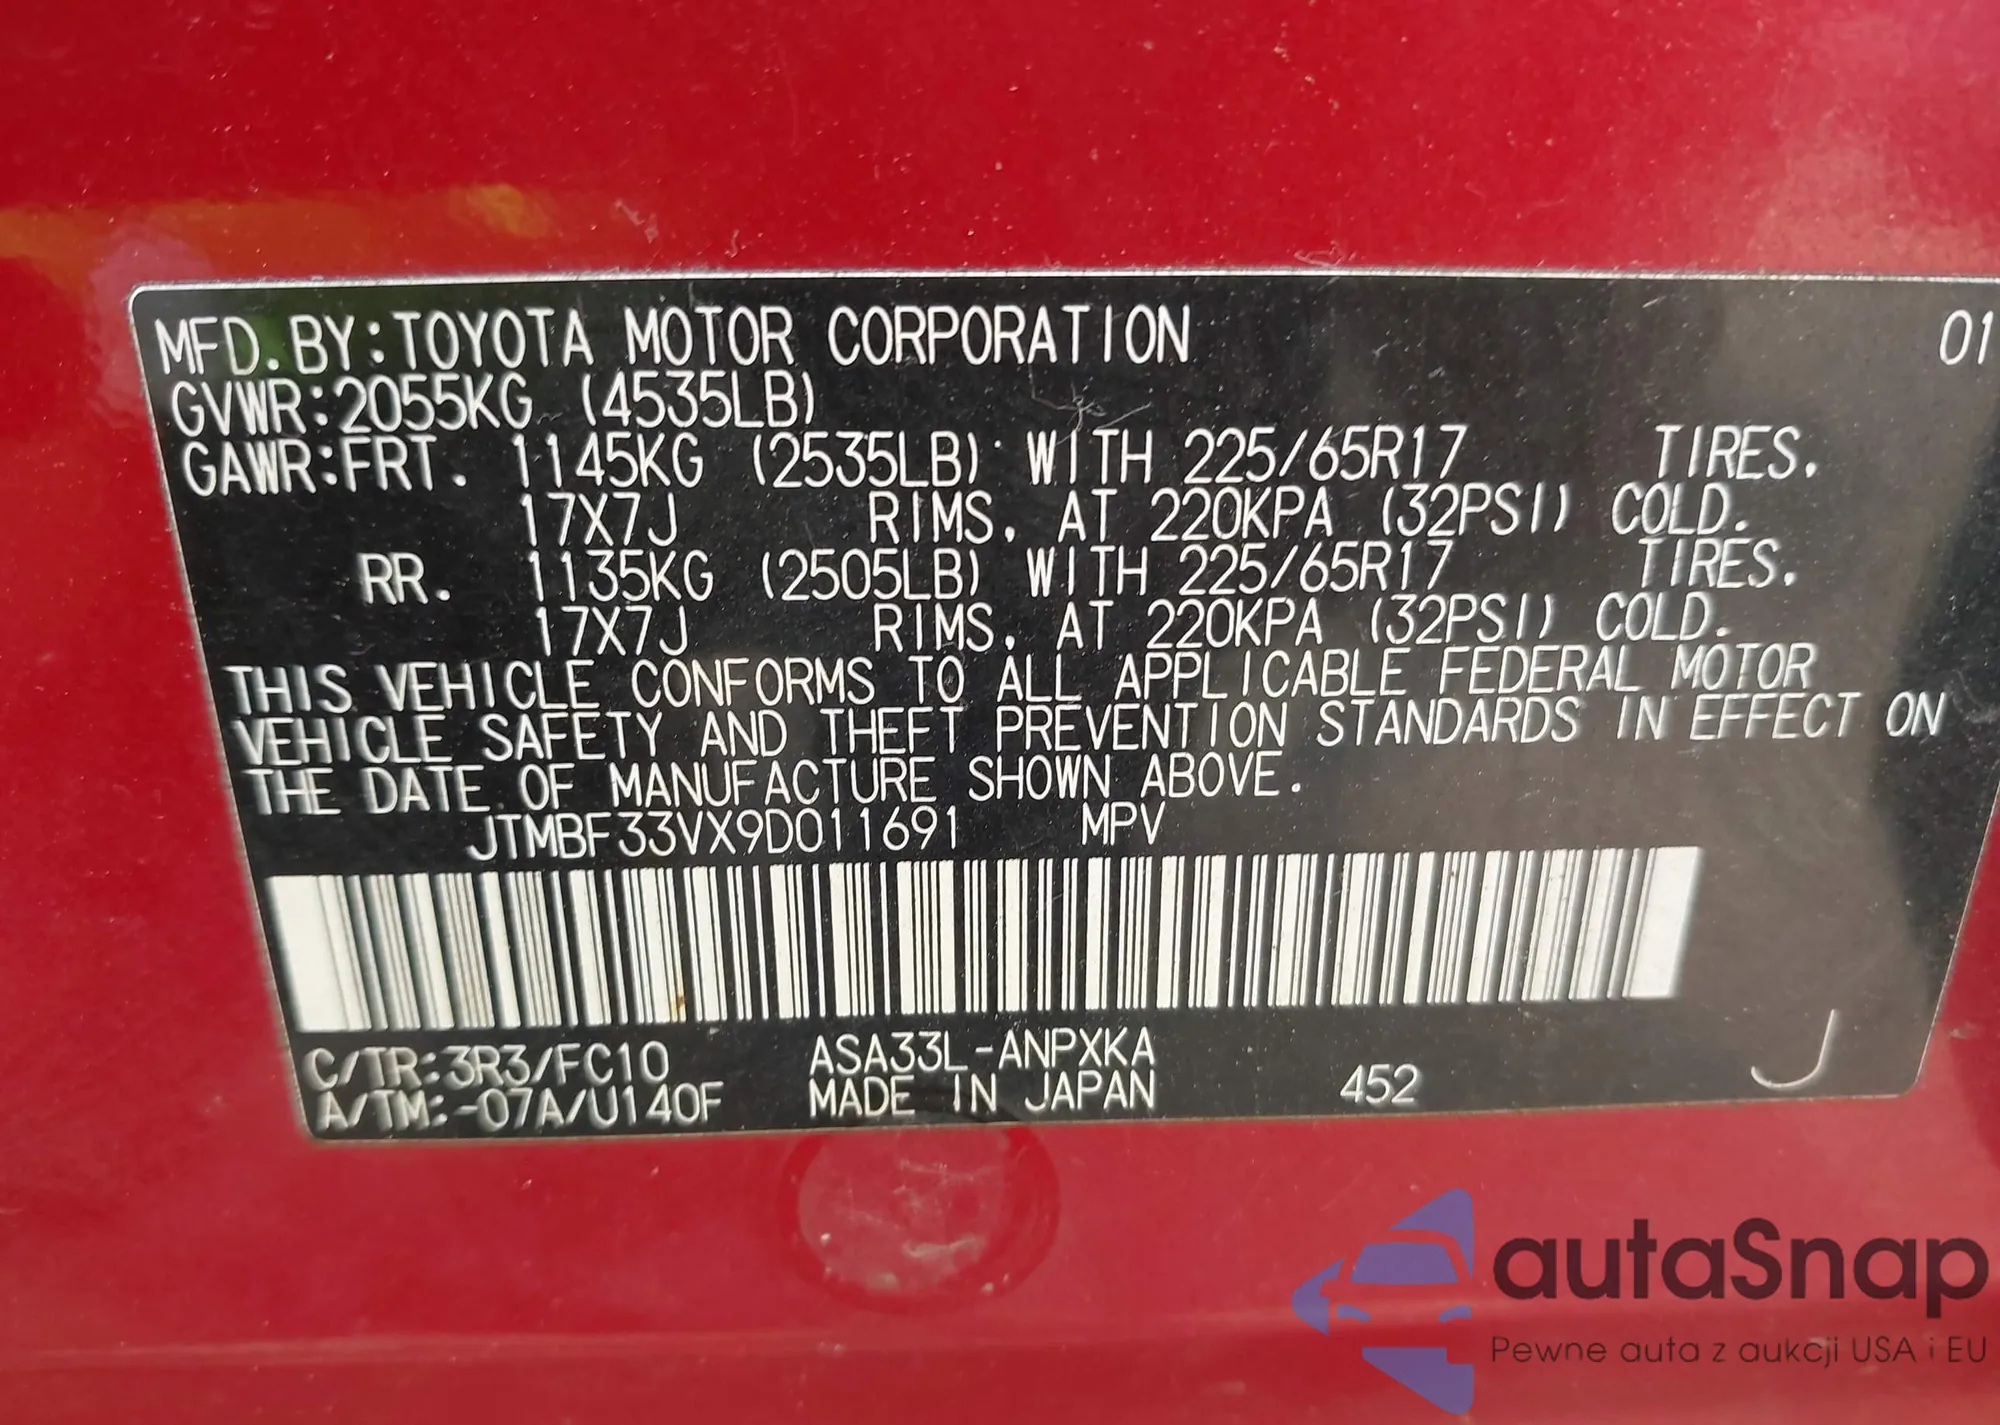 MFD. BY: TOYOTA MOTOR CORPORATION 01
GVWR: 2055KG (4535LB)
GAWR: FRT. 1145KG (2535LB) WITH 225/65R17 TIRES.
17X7J RIMS. AT 220KPA (32PSI) COLD.
RR. 1135KG (2505LB) WITH 225/65R17 TIRES.
17X7J RIMS. AT 220KPA (32PSI) COLD.
THIS VEHICLE CONFORMS TO ALL APPLICABLE FEDERAL MOTOR
VEHICLE SAFETY AND THEFT PREVENTION STANDARDS IN EFFECT ON
THE DATE OF MANUFACTURE SHOWN ABOVE.
JTMBF33VX9D011691 MPV
C/TR: 3R3/FC10 ASA33L-ANPXKA
A/TM: -07A/U140F MADE IN JAPAN 452 J
autaSnap
Pewne auta z aukcji USA i EU